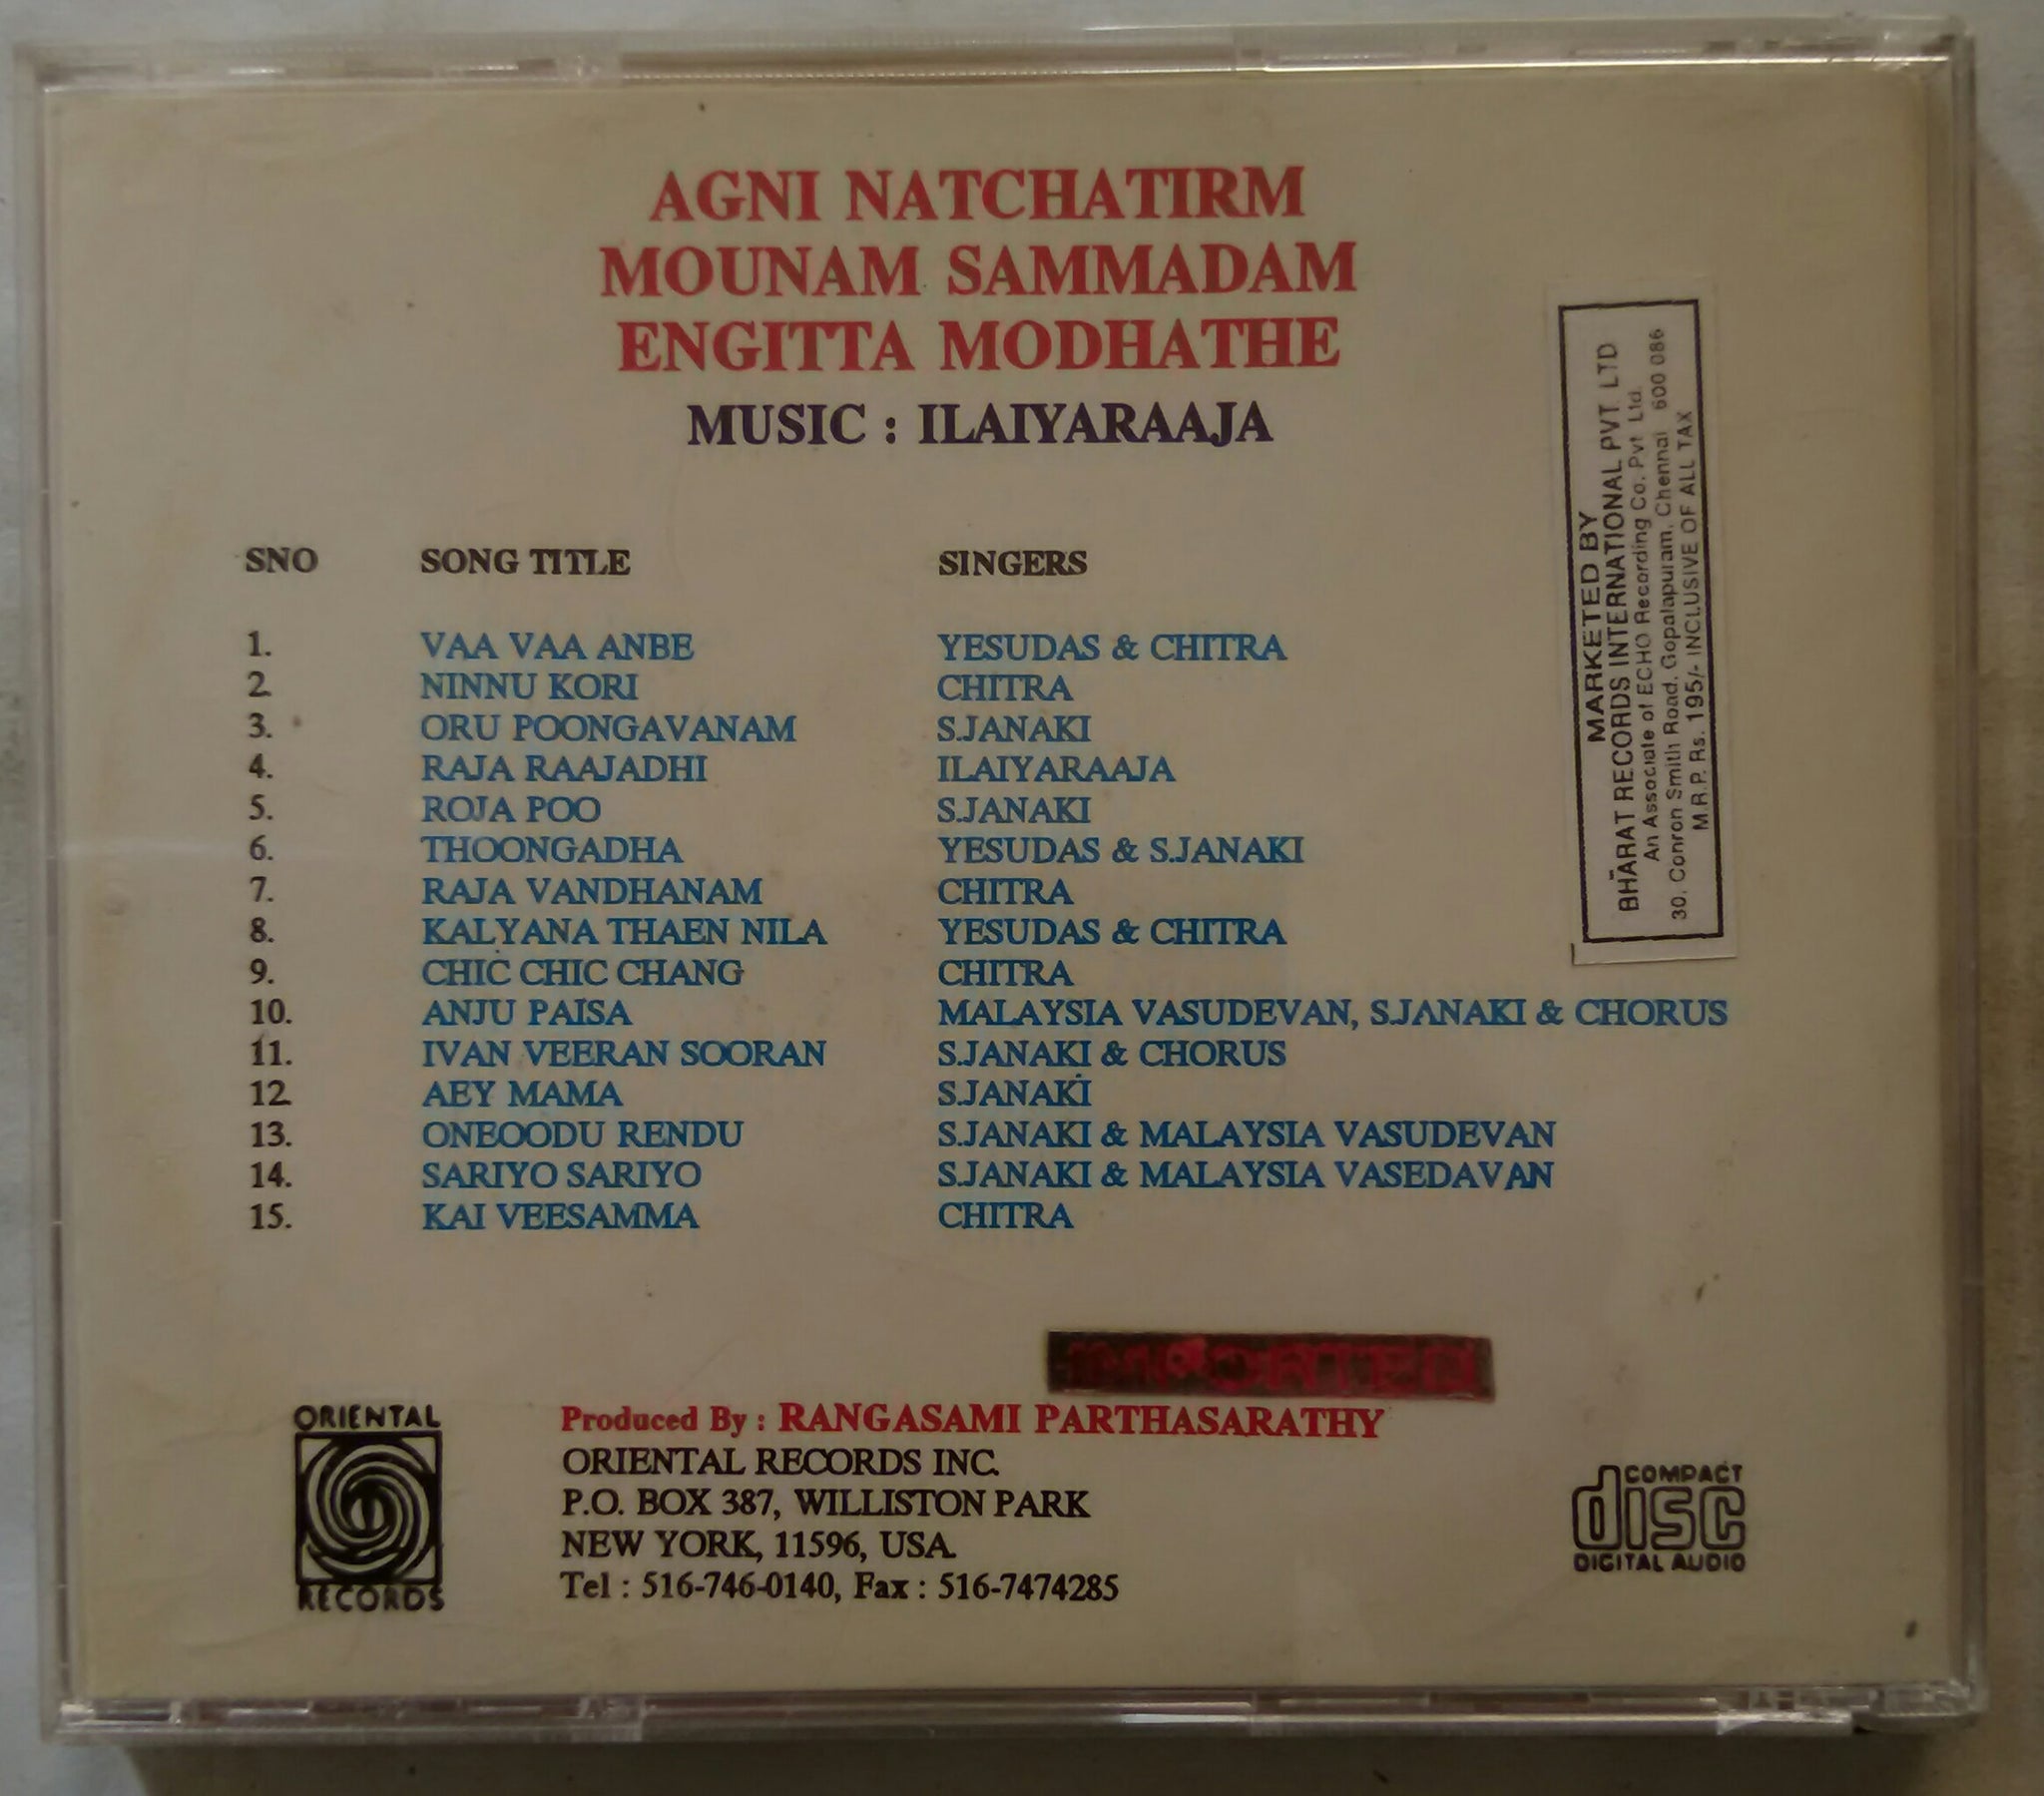 AGNI NATCHATIRM
MOUNAM SAMMADAM
ENGITTA MODHATHE
MUSIC : ILAIYARAAJA
SNO SONG TITLE SINGERS
1. VAA VAA ANBE YESUDAS & CHITRA
2. NINNU KORI CHITRA
3. ORU POONGAVANAM S.JANAKI
4. RAJA RAAJADHI ILAIYARAAJA
5. ROJA POO S.JANAKI
6. THOONGADHA YESUDAS & S.JANAKI
7. RAJA VANDHANAM CHITRA
8. KALYANA THAEN NILA YESUDAS & CHITRA
9. CHIC CHIC CHANG CHITRA
10. ANJU PAISA MALAYSIA VASUDEVAN, S.JANAKI & CHORUS
11. IVAN VEERAN SOORAN S.JANAKI & CHORUS
12. AEY MAMA S.JANAKI
13. ONEOODU RENDU S.JANAKI & MALAYSIA VASUDEVAN
14. SARIYO SARIYO S.JANAKI & MALAYSIA VASEDAVAN
15. KAI VEESAMMA CHITRA
MARKETED BY
BHARAT RECORDS INTERNATIONAL PVT. LTD
An Associate of ECHO Recording Co. Pvt. Ltd.
30, Conron Smith Road, Gopalapuram, Chennai 600 086
M.R.P. Rs. 195/- INCLUSIVE OF ALL TAX
IMPORTED
ORIENTAL
RECORDS
Produced By : RANGASAMI PARTHASARATHY
ORIENTAL RECORDS INC.
P.O. BOX 387, WILLISTON PARK
NEW YORK, 11596, USA.
Tel : 516-746-0140, Fax : 516-7474285
COMPACT
disc
DIGITAL AUDIO